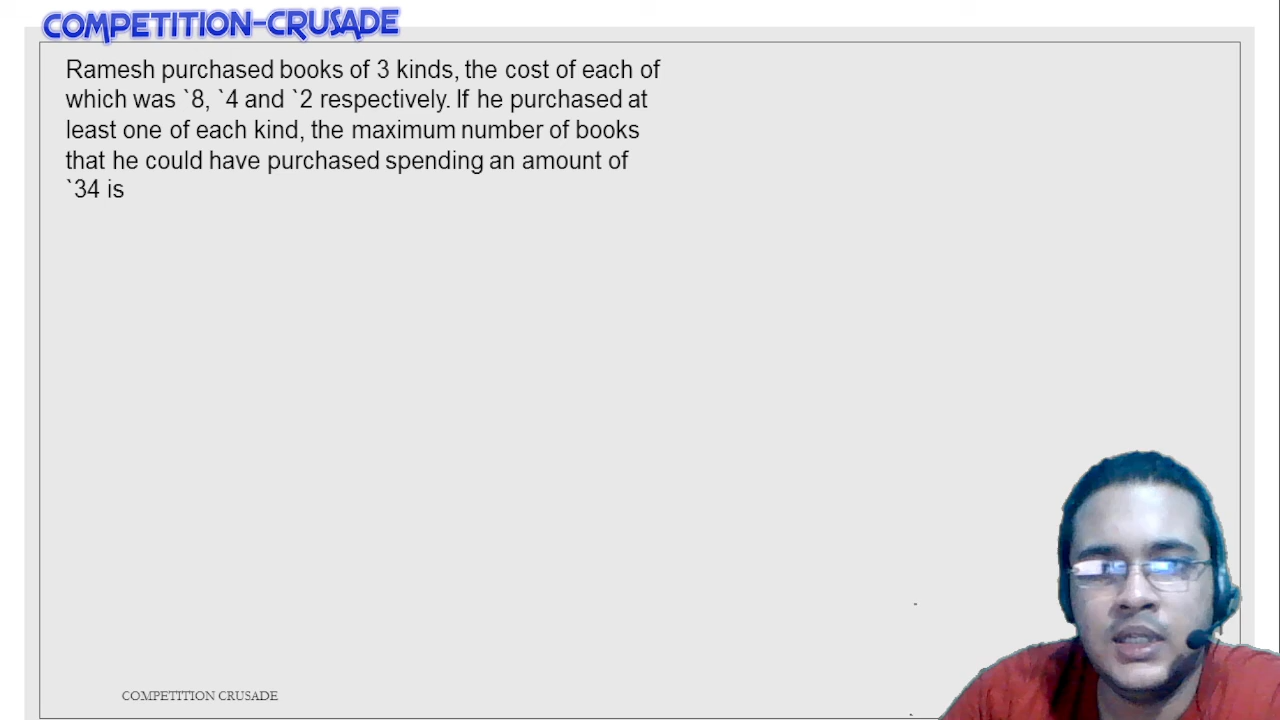 COMPETITION-CRUSADE
Ramesh purchased books of 3 kinds, the cost of each of
which was `8, `4 and `2 respectively. If he purchased at
least one of each kind, the maximum number of books
that he could have purchased spending an amount of
`34 is
COMPETITION CRUSADE